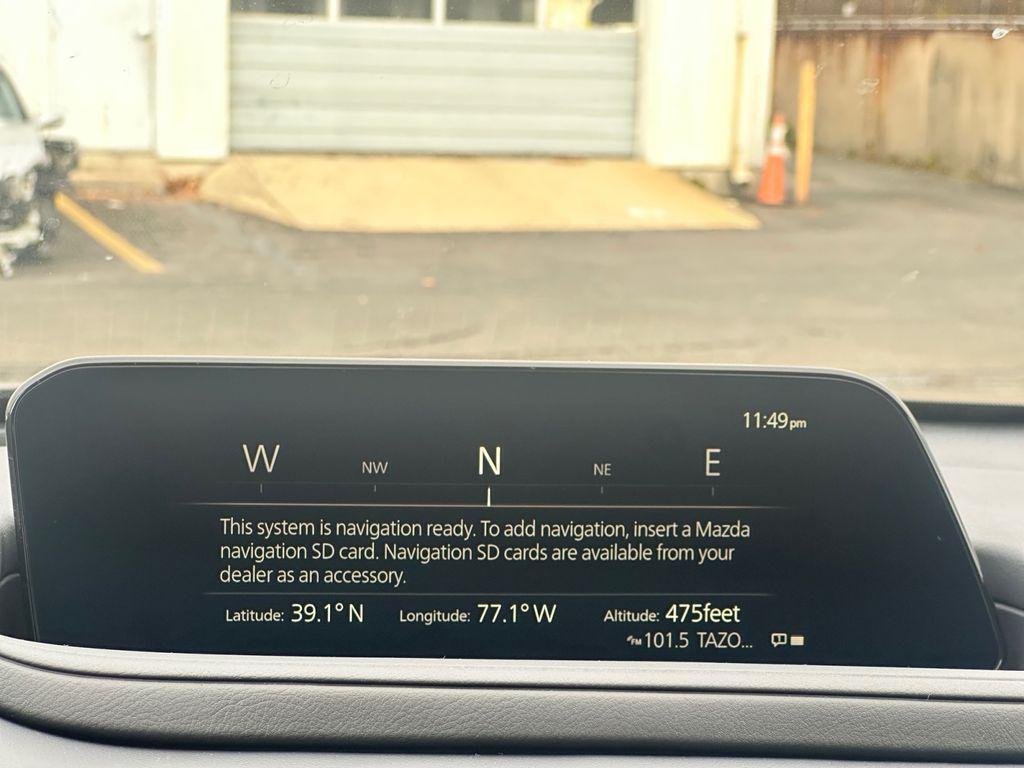 11:49pm
W NW N NE E
This system is navigation ready. To add navigation, insert a Mazda
navigation SD card. Navigation SD cards are available from your
dealer as an accessory.
Latitude: 39.1° N Longitude: 77.1° W Altitude: 475feet
FM 101.5 TAZO...